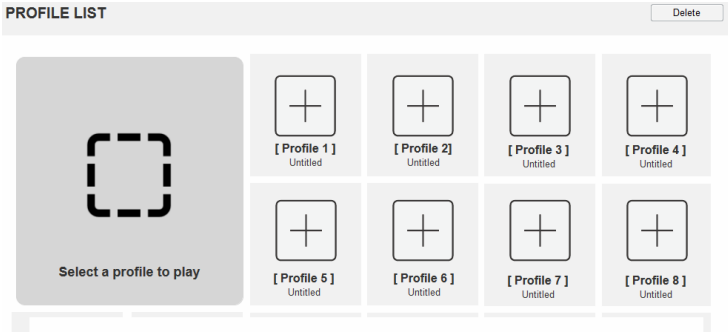 PROFILE LIST
Delete
[ Profile 1 ]
Untitled
[ Profile 2]
Untitled
[ Profile 3 ]
Untitled
[ Profile 4 ]
Untitled
Select a profile to play
[ Profile 5 ]
Untitled
[ Profile 6 ]
Untitled
[ Profile 7 ]
Untitled
[ Profile 8 ]
Untitled